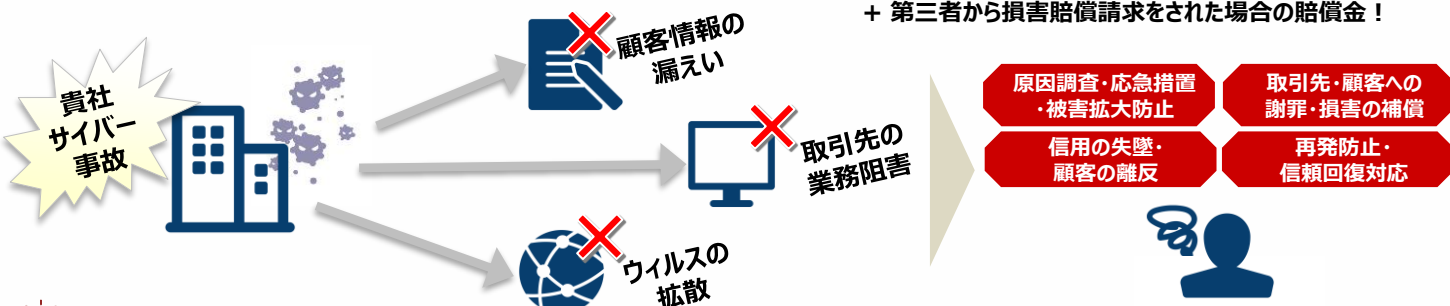 + 第三者から損害賠償請求をされた場合の賠償金！
貴社
サイバー
事故
顧客情報の
漏えい
取引先の
業務阻害
ウィルスの
拡散
原因調査・応急措置
・被害拡大防止
取引先・顧客への
謝罪・損害の補償
信用の失墜・
顧客の離反
再発防止・
信頼回復対応